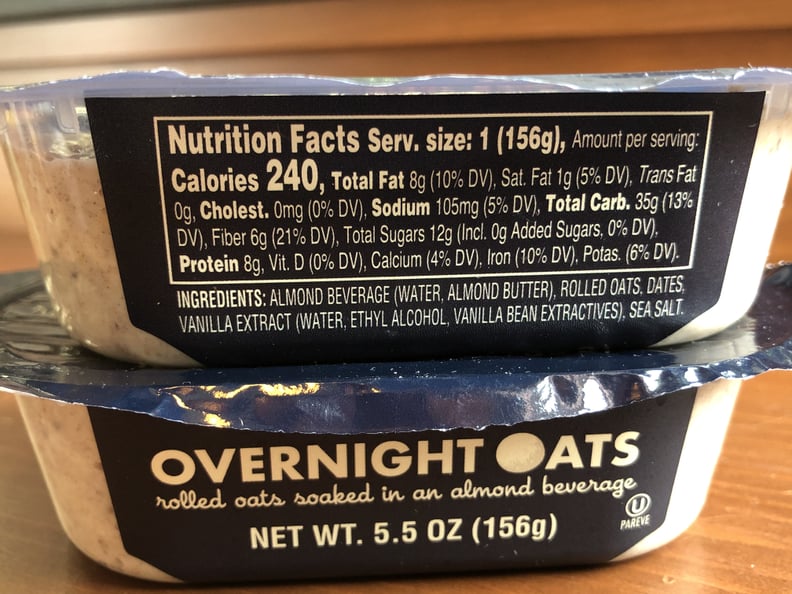 Nutrition Facts Serv. size: 1 (156g), Amount per serving:
Calories 240, Total Fat 8g (10% DV), Sat. Fat 1g (5% DV), Trans Fat
0g, Cholest. 0mg (0% DV), Sodium 105mg (5% DV), Total Carb. 35g (13%
DV), Fiber 6g (21% DV), Total Sugars 12g (Incl. 0g Added Sugars, 0% DV),
Protein 8g, Vit. D (0% DV), Calcium (4% DV), Iron (10% DV), Potas. (6% DV).
INGREDIENTS: ALMOND BEVERAGE (WATER, ALMOND BUTTER), ROLLED OATS, DATES,
VANILLA EXTRACT (WATER, ETHYL ALCOHOL, VANILLA BEAN EXTRACTIVES), SEA SALT.
OVERNIGHT OATS
rolled oats soaked in an almond beverage
U
PAREVE
NET WT. 5.5 OZ (156g)